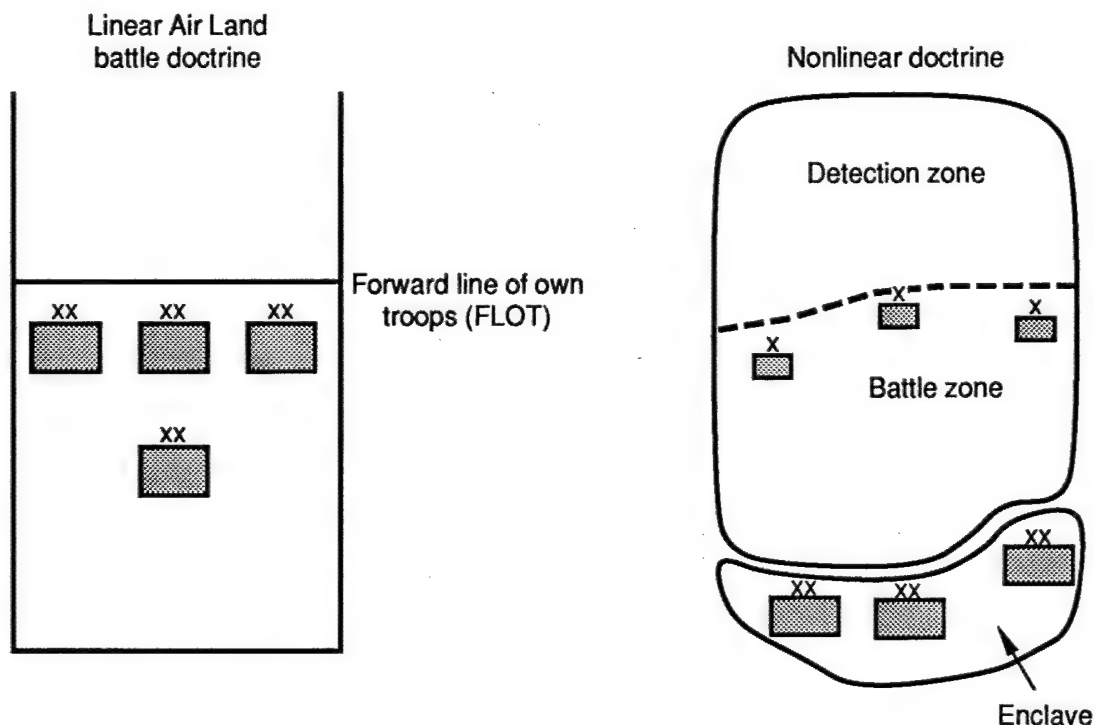 Linear Air Land
battle doctrine
Forward line of own
troops (FLOT)
XX XX XX
XX
Nonlinear doctrine
Detection zone
X
X
X
Battle zone
XX
XX XX
Enclave